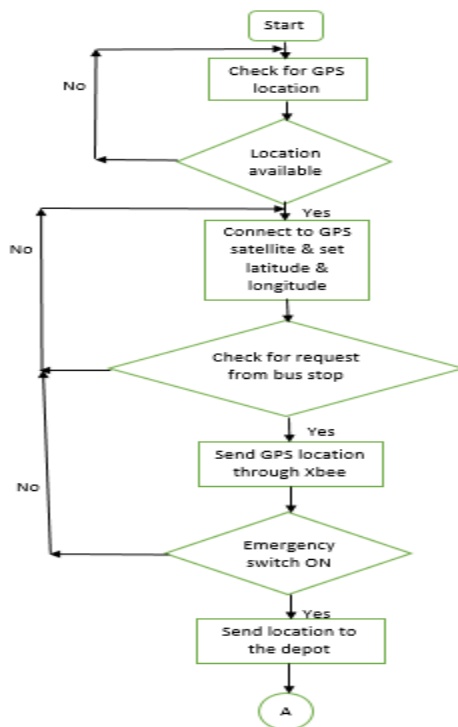 Start
Check for GPS
location
No
Location
available
Yes
No
Connect to GPS
satellite & set
latitude &
longitude
Check for request
from bus stop
Yes
Send GPS location
through Xbee
No
Emergency
switch ON
Yes
Send location to
the depot
A